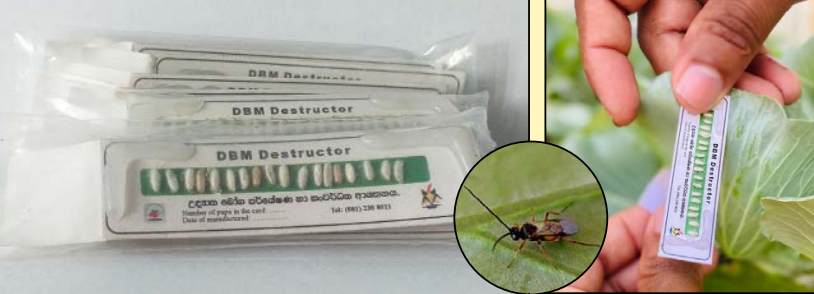 DBM Destructor
DBM Destructor
DBM Destructor
උද්‍යාන බෝග පර්යේෂණ හා සංවර්ධන ආයතනය.
Number of pupa in the card ..........
Date of manufactured ..........
Tel: (081) 238 8011
DBM Destructor